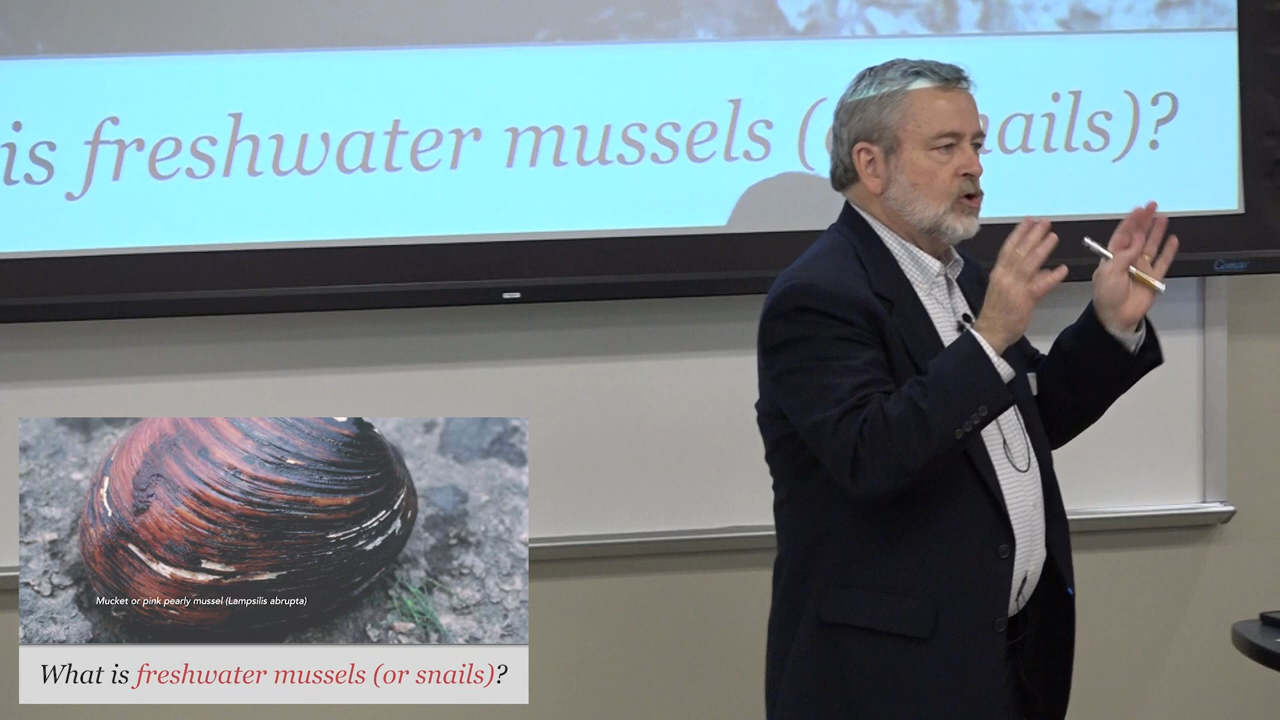 is freshwater mussels ( nails)?
Mucket or pink pearly mussel (Lampsilis abrupta)
What is freshwater mussels (or snails)?